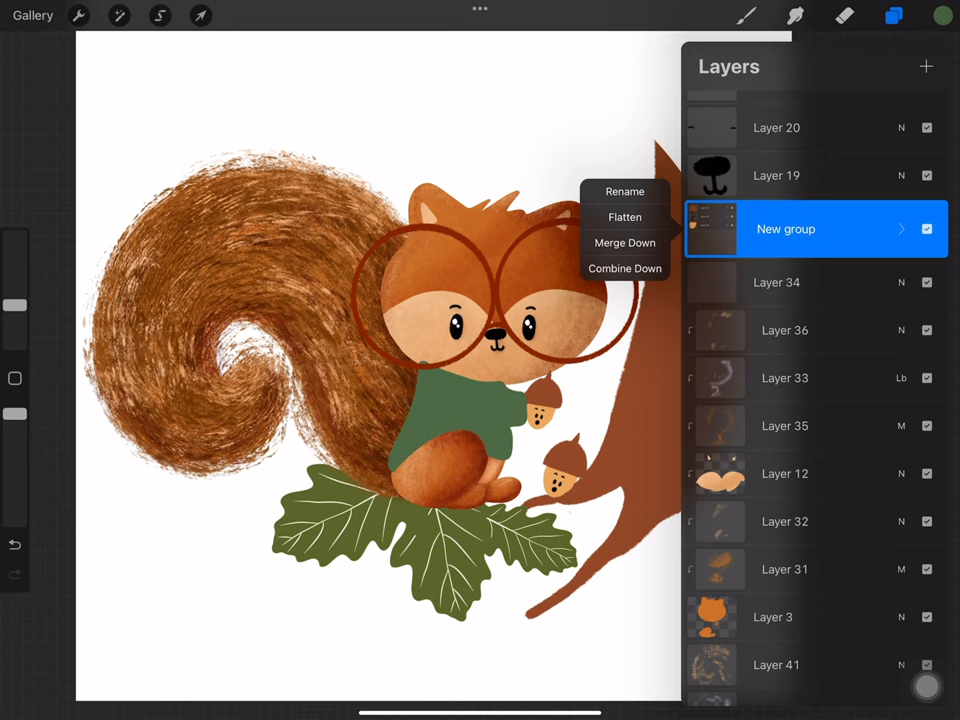 Gallery
Layers
Layer 20 N
Layer 19 N
Rename
Flatten
Merge Down
Combine Down
New group
Layer 34 N
Layer 36 N
Layer 33 Lb
Layer 35 M
Layer 12 N
Layer 32 N
Layer 31 M
Layer 3 N
Layer 41 N